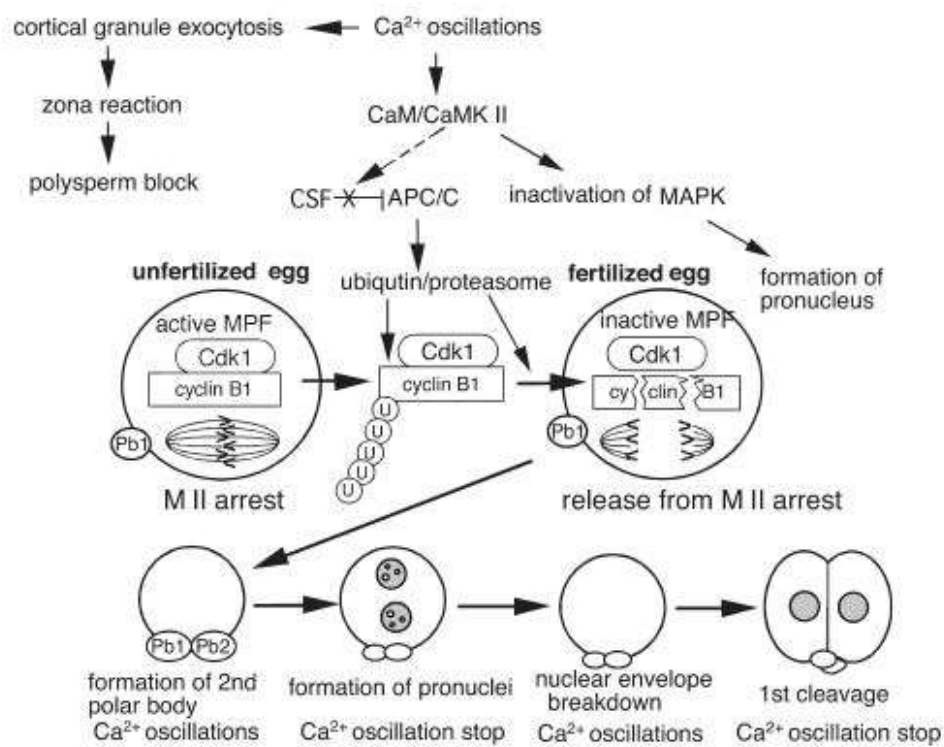 cortical granule exocytosis
Ca2+ oscillations
zona reaction
CaM/CaMK II
polysperm block
CSF
X
APC/C
inactivation of MAPK
unfertilized egg
ubiqutin/proteasome
fertilized egg
formation of
pronucleus
active MPF
inactive MPF
Cdk1
Cdk1
Cdk1
cyclin B1
cyclin B1
cy clin B1
U
U
U
U
U
Pb1
Pb1
M II arrest
release from M II arrest
Pb1 Pb2
formation of 2nd
polar body
Ca2+ oscillations
formation of pronuclei
Ca2+ oscillation stop
nuclear envelope
breakdown
Ca2+ oscillations
1st cleavage
Ca2+ oscillation stop